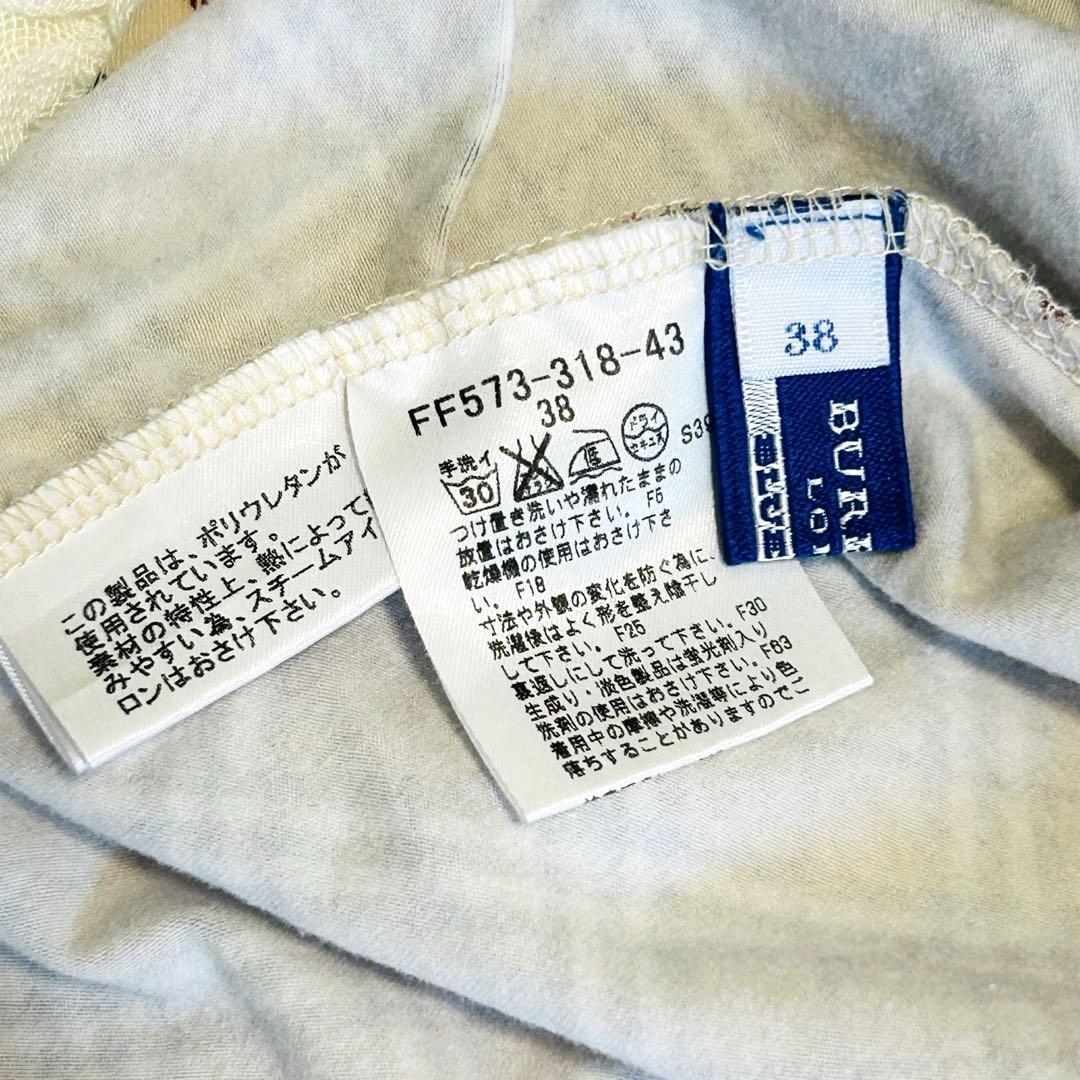 FF573-318-43
38
手洗イ
30
低
ドライ
セキユ系
つけ置き洗いや濡れたままの
放置はおさけ下さい。F6
乾燥機の使用はおさけ下さ
い。F18
寸法や外観の変化を防ぐ為に、
洗濯後はよく形を整え陰干し
して下さい。F25
裏返しにして洗って下さい。F30
生成り・淡色製品は蛍光剤入り
洗剤の使用はおさけ下さい。F63
着用中の摩擦や洗濯等により色
落ちすることがありますのでご
この製品は、ポリウレタンが
使用されています。
素材の特性上、熱によって
みやすい為、スチームアイ
ロンはおさけ下さい。
38
BUR
LO